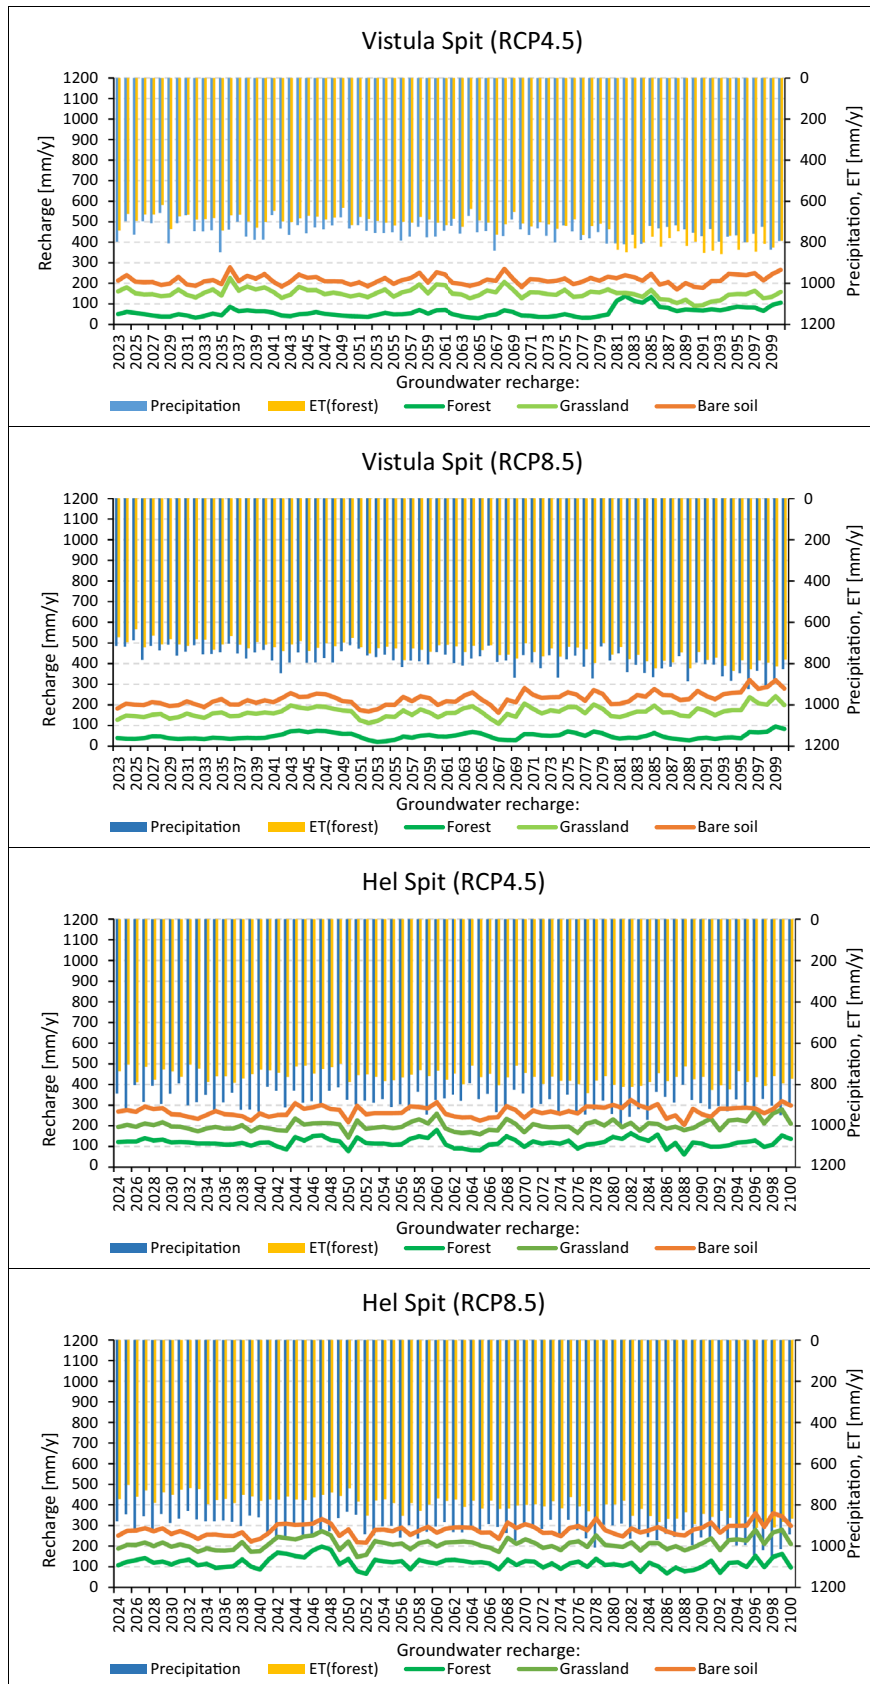 Vistula Spit (RCP4.5)
Recharge [mm/y]
1200 1100 1000 900 800 700 600 500 400 300 200 100 0
0 200 400 600 800 1000 1200
Precipitation, ET [mm/y]
2023 2025 2027 2029 2031 2033 2035 2037 2039 2041 2043 2045 2047 2049 2051 2053 2055 2057 2059 2061 2063 2065 2067 2069 2071 2073 2075 2077 2079 2081 2083 2085 2087 2089 2091 2093 2095 2097 2099
Groundwater recharge:
Precipitation ET(forest) Forest Grassland Bare soil
Vistula Spit (RCP8.5)
Recharge [mm/y]
1200 1100 1000 900 800 700 600 500 400 300 200 100 0
0 200 400 600 800 1000 1200
Precipitation, ET [mm/y]
2023 2025 2027 2029 2031 2033 2035 2037 2039 2041 2043 2045 2047 2049 2051 2053 2055 2057 2059 2061 2063 2065 2067 2069 2071 2073 2075 2077 2079 2081 2083 2085 2087 2089 2091 2093 2095 2097 2099
Groundwater recharge:
Precipitation ET(forest) Forest Grassland Bare soil
Hel Spit (RCP4.5)
Recharge [mm/y]
1200 1100 1000 900 800 700 600 500 400 300 200 100 0
0 200 400 600 800 1000 1200
Precipitation, ET [mm/y]
2024 2026 2028 2030 2032 2034 2036 2038 2040 2042 2044 2046 2048 2050 2052 2054 2056 2058 2060 2062 2064 2066 2068 2070 2072 2074 2076 2078 2080 2082 2084 2086 2088 2090 2092 2094 2096 2098 2100
Groundwater recharge:
Precipitation ET(forest) Forest Grassland Bare soil
Hel Spit (RCP8.5)
Recharge [mm/y]
1200 1100 1000 900 800 700 600 500 400 300 200 100 0
0 200 400 600 800 1000 1200
Precipitation, ET [mm/y]
2024 2026 2028 2030 2032 2034 2036 2038 2040 2042 2044 2046 2048 2050 2052 2054 2056 2058 2060 2062 2064 2066 2068 2070 2072 2074 2076 2078 2080 2082 2084 2086 2088 2090 2092 2094 2096 2098 2100
Groundwater recharge:
Precipitation ET(forest) Forest Grassland Bare soil